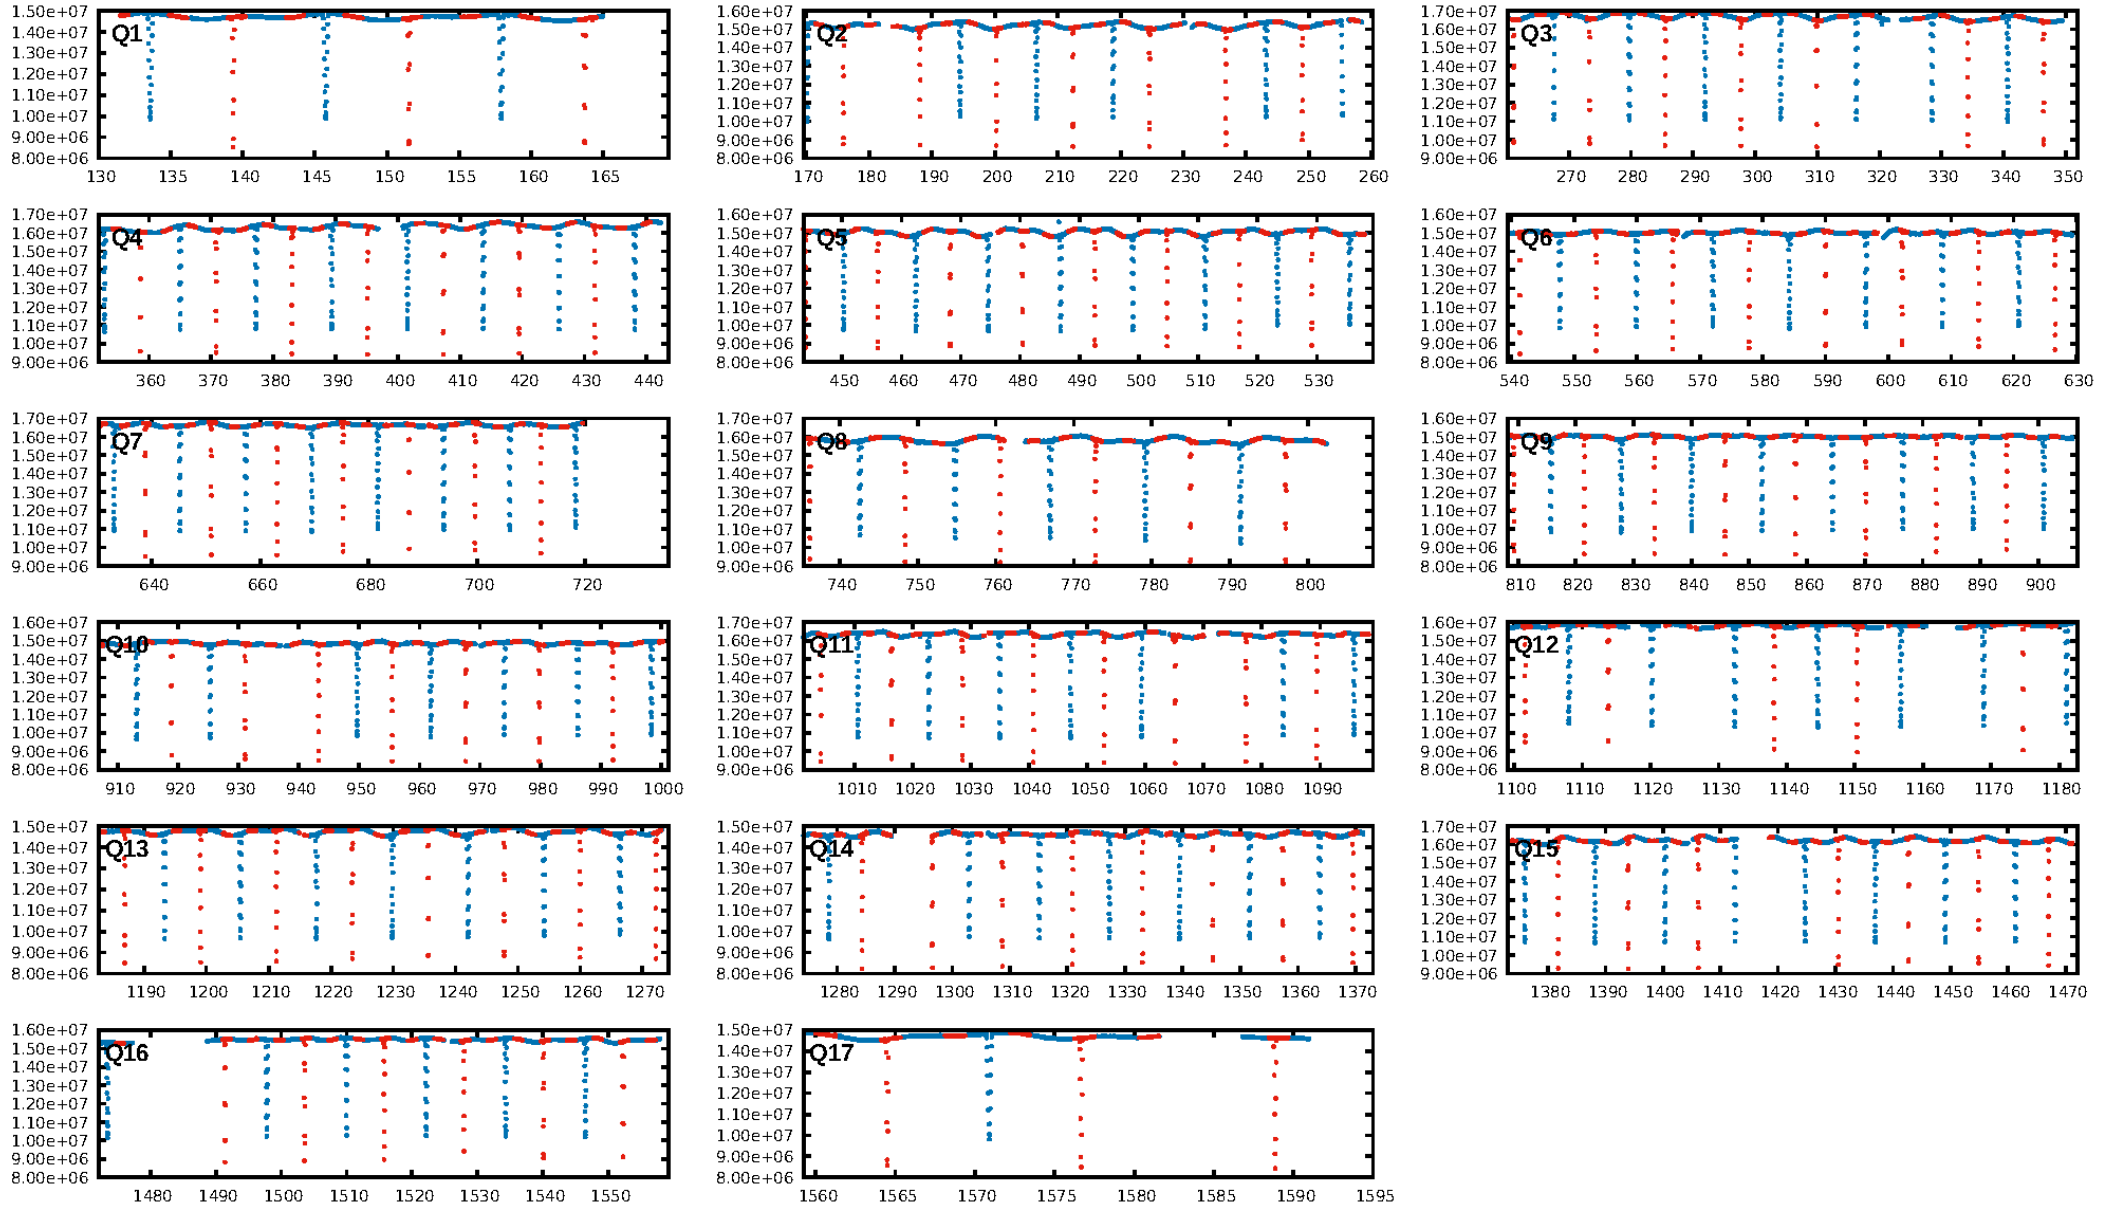 1.50e+07 1.40e+07 1.30e+07 1.20e+07 1.10e+07 1.00e+07 9.00e+06 8.00e+06
Q1
130 135 140 145 150 155 160 165
1.60e+07 1.50e+07 1.40e+07 1.30e+07 1.20e+07 1.10e+07 1.00e+07 9.00e+06 8.00e+06
Q2
170 180 190 200 210 220 230 240 250 260
1.70e+07 1.60e+07 1.50e+07 1.40e+07 1.30e+07 1.20e+07 1.10e+07 1.00e+07 9.00e+06
Q3
270 280 290 300 310 320 330 340 350
1.70e+07 1.60e+07 1.50e+07 1.40e+07 1.30e+07 1.20e+07 1.10e+07 1.00e+07 9.00e+06
Q4
360 370 380 390 400 410 420 430 440
1.60e+07 1.50e+07 1.40e+07 1.30e+07 1.20e+07 1.10e+07 1.00e+07 9.00e+06 8.00e+06
Q5
450 460 470 480 490 500 510 520 530
1.60e+07 1.50e+07 1.40e+07 1.30e+07 1.20e+07 1.10e+07 1.00e+07 9.00e+06 8.00e+06
Q6
540 550 560 570 580 590 600 610 620 630
1.70e+07 1.60e+07 1.50e+07 1.40e+07 1.30e+07 1.20e+07 1.10e+07 1.00e+07 9.00e+06
Q7
640 660 680 700 720
1.70e+07 1.60e+07 1.50e+07 1.40e+07 1.30e+07 1.20e+07 1.10e+07 1.00e+07 9.00e+06
Q8
740 750 760 770 780 790 800
1.60e+07 1.50e+07 1.40e+07 1.30e+07 1.20e+07 1.10e+07 1.00e+07 9.00e+06 8.00e+06
Q9
810 820 830 840 850 860 870 880 890 900
1.60e+07 1.50e+07 1.40e+07 1.30e+07 1.20e+07 1.10e+07 1.00e+07 9.00e+06 8.00e+06
Q10
910 920 930 940 950 960 970 980 990 1000
1.70e+07 1.60e+07 1.50e+07 1.40e+07 1.30e+07 1.20e+07 1.10e+07 1.00e+07 9.00e+06
Q11
1010 1020 1030 1040 1050 1060 1070 1080 1090
1.60e+07 1.50e+07 1.40e+07 1.30e+07 1.20e+07 1.10e+07 1.00e+07 9.00e+06 8.00e+06
Q12
1100 1110 1120 1130 1140 1150 1160 1170 1180
1.50e+07 1.40e+07 1.30e+07 1.20e+07 1.10e+07 1.00e+07 9.00e+06 8.00e+06
Q13
1190 1200 1210 1220 1230 1240 1250 1260 1270
1.50e+07 1.40e+07 1.30e+07 1.20e+07 1.10e+07 1.00e+07 9.00e+06 8.00e+06
Q14
1280 1290 1300 1310 1320 1330 1340 1350 1360 1370
1.70e+07 1.60e+07 1.50e+07 1.40e+07 1.30e+07 1.20e+07 1.10e+07 1.00e+07 9.00e+06
Q15
1380 1390 1400 1410 1420 1430 1440 1450 1460 1470
1.60e+07 1.50e+07 1.40e+07 1.30e+07 1.20e+07 1.10e+07 1.00e+07 9.00e+06 8.00e+06
Q16
1480 1490 1500 1510 1520 1530 1540 1550
1.50e+07 1.40e+07 1.30e+07 1.20e+07 1.10e+07 1.00e+07 9.00e+06 8.00e+06
Q17
1560 1565 1570 1575 1580 1585 1590 1595